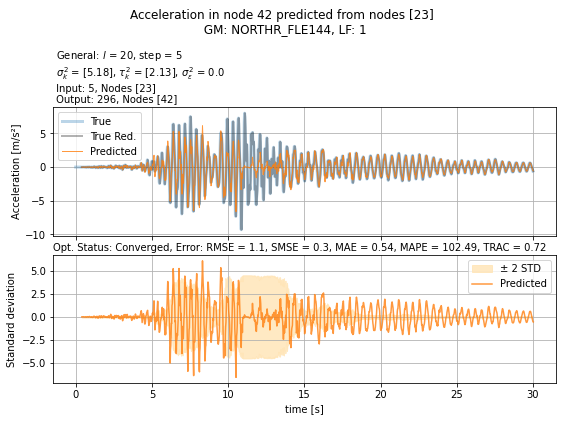 Acceleration in node 42 predicted from nodes [23]
GM: NORTHR_FLE144, LF: 1
General: l = 20, step = 5
σ²ₖ = [5.18], τ²ₖ = [2.13], σ²ₑ = 0.0
Input: 5, Nodes [23]
Output: 296, Nodes [42]
True
True Red.
Predicted
Acceleration [m/s²]
5
0
−5
−10
Opt. Status: Converged, Error: RMSE = 1.1, SMSE = 0.3, MAE = 0.54, MAPE = 102.49, TRAC = 0.72
± 2 STD
Predicted
Standard deviation
5.0
2.5
0.0
−2.5
−5.0
0 5 10 15 20 25 30
time [s]